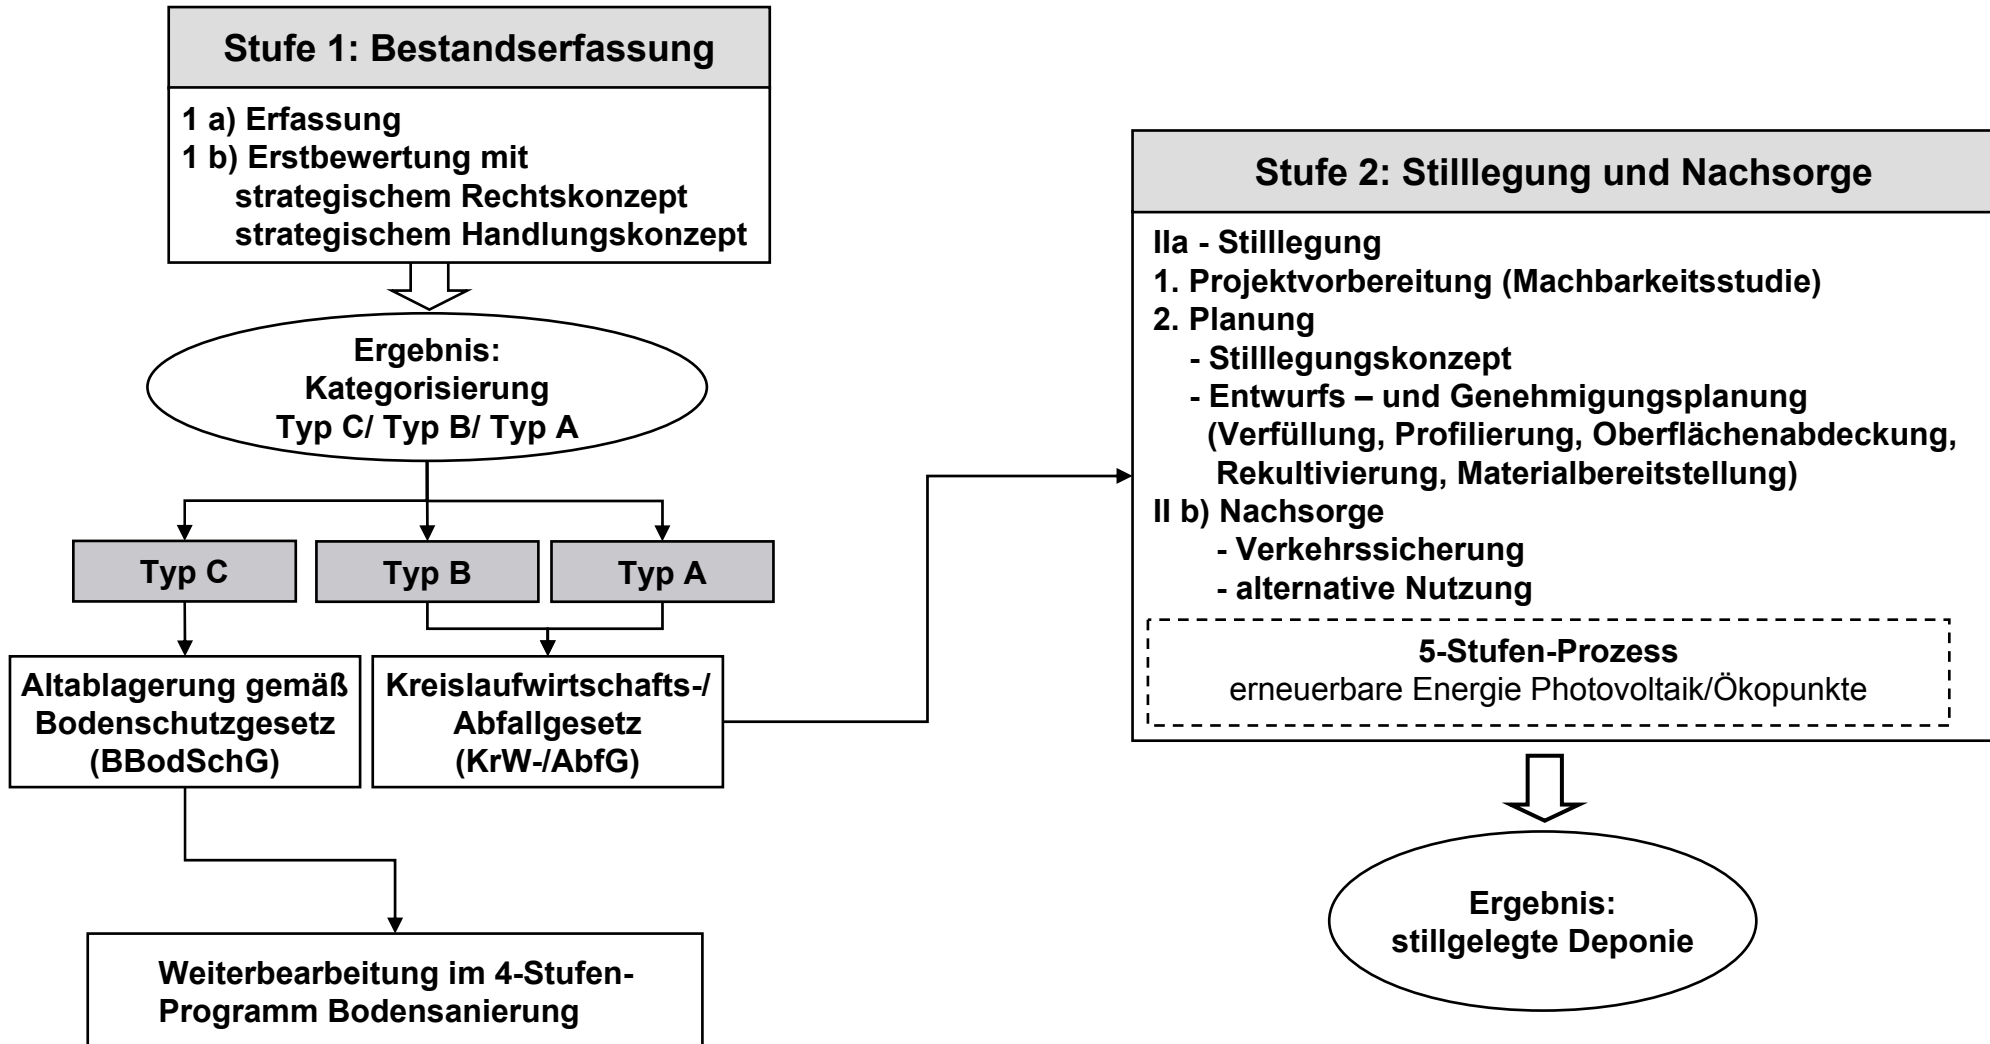 Stufe 1: Bestandserfassung
1 a) Erfassung
1 b) Erstbewertung mit
strategischem Rechtskonzept
strategischem Handlungskonzept
Ergebnis:
Kategorisierung
Typ C/ Typ B/ Typ A
Typ C
Typ B
Typ A
Altablagerung gemäß
Bodenschutzgesetz
(BBodSchG)
Kreislaufwirtschafts-/
Abfallgesetz
(KrW-/AbfG)
Weiterbearbeitung im 4-Stufen-
Programm Bodensanierung
Stufe 2: Stilllegung und Nachsorge
IIa - Stilllegung
1. Projektvorbereitung (Machbarkeitsstudie)
2. Planung
- Stilllegungskonzept
- Entwurfs – und Genehmigungsplanung
(Verfüllung, Profilierung, Oberflächenabdeckung,
Rekultivierung, Materialbereitstellung)
II b) Nachsorge
- Verkehrssicherung
- alternative Nutzung
5-Stufen-Prozess
erneuerbare Energie Photovoltaik/Ökopunkte
Ergebnis:
stillgelegte Deponie